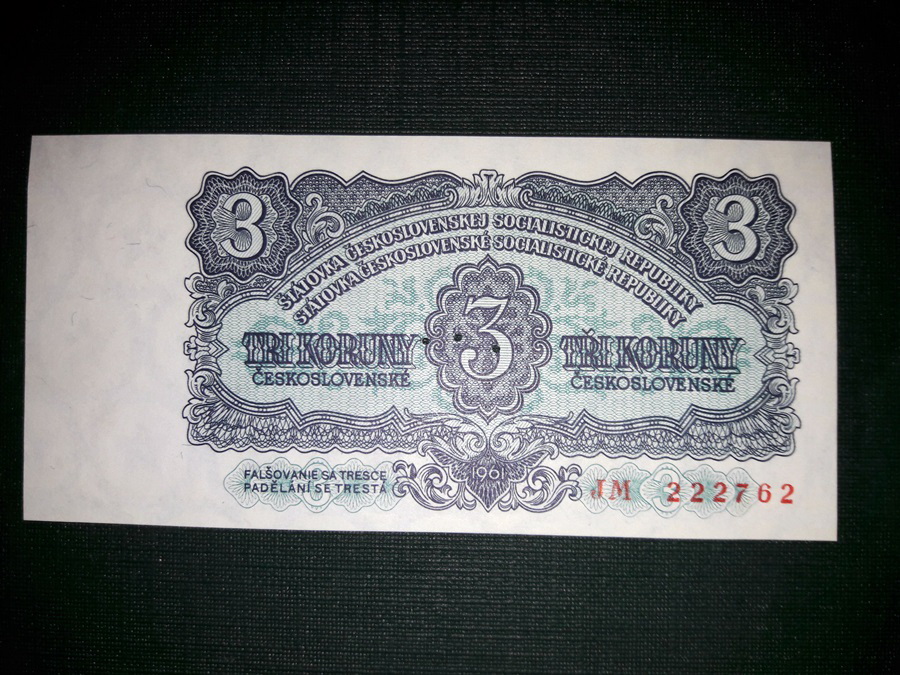 3
3
ŠTÁTOVKA ČESKOSLOVENSKEJ SOCIALISTICKEJ REPUBLIKY
STÁTOVKA ČESKOSLOVENSKÉ SOCIALISTICKÉ REPUBLIKY
3
TRI KORUNY
ČESKOSLOVENSKÉ
TŘI KORUNY
ČESKOSLOVENSKÉ
FALŠOVANIE SA TRESCE
PADĚLÁNÍ SE TRESTÁ
1961
JM 222762